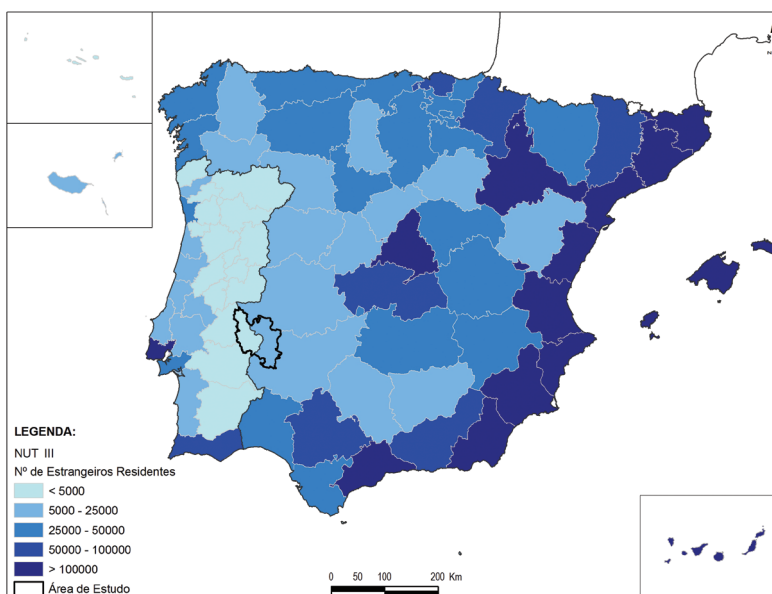 N
LEGENDA:
NUT III
Nº de Estrangeiros Residentes
< 5000
5000 - 25000
25000 - 50000
50000 - 100000
> 100000
Área de Estudo
0 50 100 200 Km